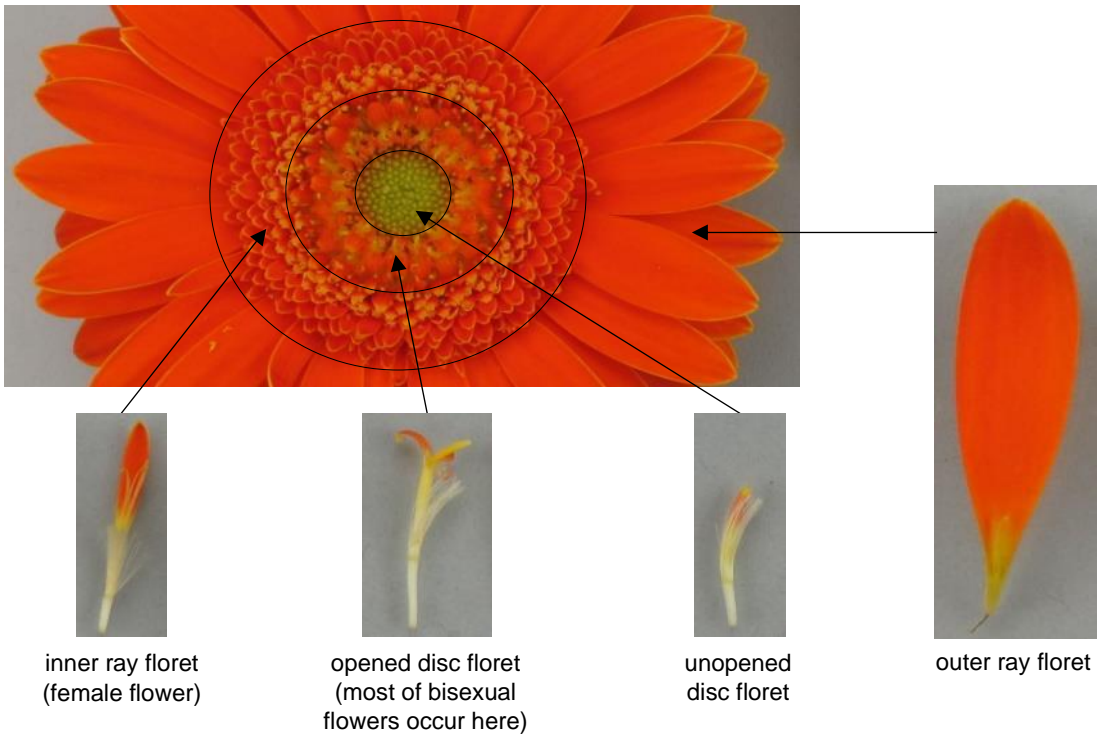 inner ray floret
(female flower)
opened disc floret
(most of bisexual
flowers occur here)
unopened
disc floret
outer ray floret